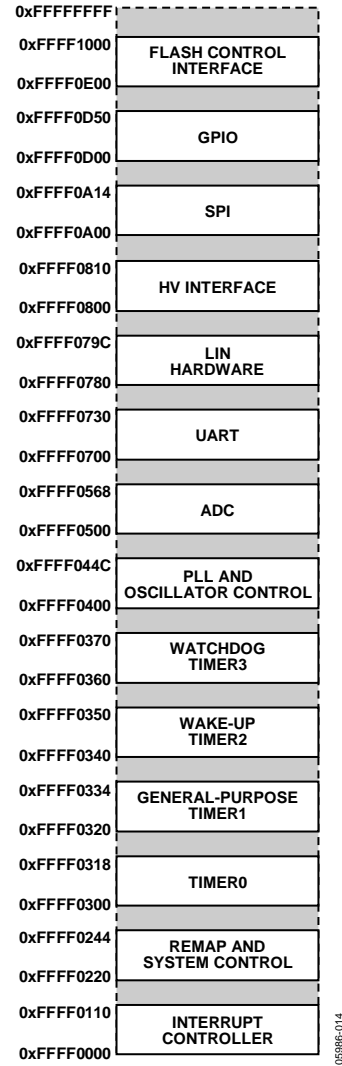 0xFFFFFFFF
0xFFFF1000
FLASH CONTROL
INTERFACE
0xFFFF0E00
0xFFFF0D50
GPIO
0xFFFF0D00
0xFFFF0A14
SPI
0xFFFF0A00
0xFFFF0810
HV INTERFACE
0xFFFF0800
0xFFFF079C
LIN
HARDWARE
0xFFFF0780
0xFFFF0730
UART
0xFFFF0700
0xFFFF0568
ADC
0xFFFF0500
0xFFFF044C
PLL AND
OSCILLATOR CONTROL
0xFFFF0400
0xFFFF0370
WATCHDOG
TIMER3
0xFFFF0360
0xFFFF0350
WAKE-UP
TIMER2
0xFFFF0340
0xFFFF0334
GENERAL-PURPOSE
TIMER1
0xFFFF0320
0xFFFF0318
TIMER0
0xFFFF0300
0xFFFF0244
REMAP AND
SYSTEM CONTROL
0xFFFF0220
0xFFFF0110
INTERRUPT
CONTROLLER
0xFFFF0000
05986-014